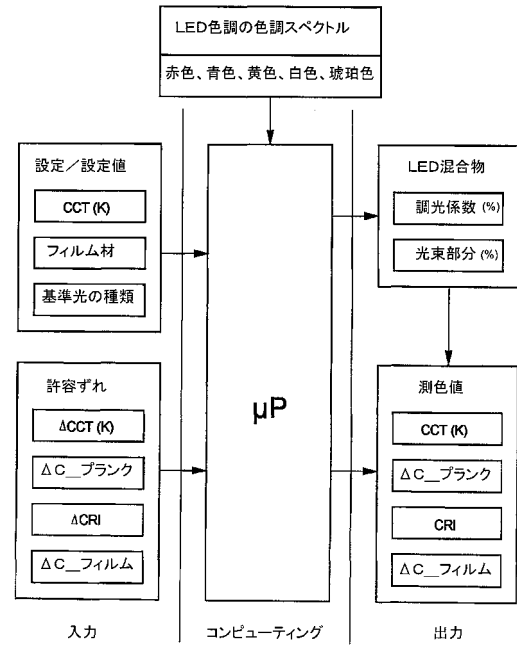 LED色調の色調スペクトル
赤色、青色、黄色、白色、琥珀色
設定／設定値
CCT (K)
フィルム材
基準光の種類
許容ずれ
ΔCCT (K)
ΔC__プランク
ΔCRI
ΔC__フィルム
μP
LED混合物
調光係数 (%)
光束部分 (%)
測色値
CCT (K)
ΔC__プランク
CRI
ΔC__フィルム
入力
コンピューティング
出力